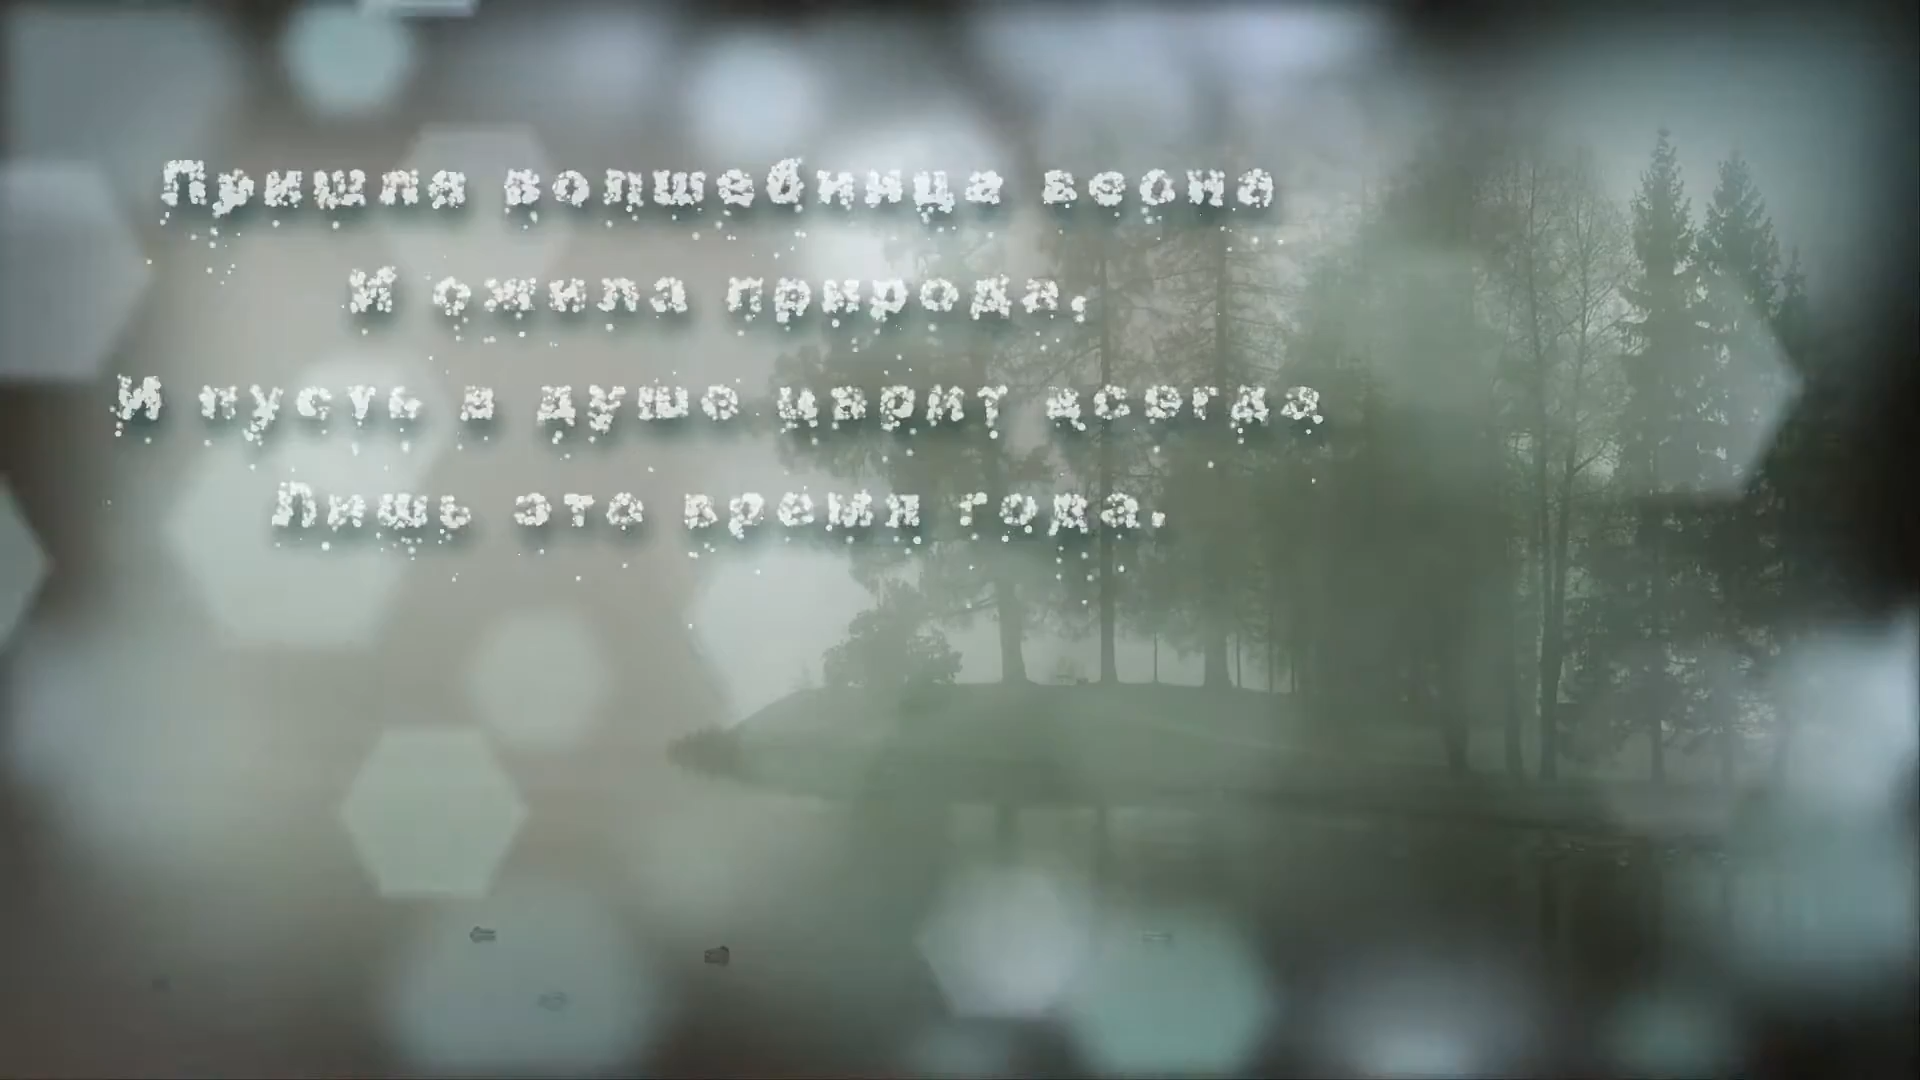 Пришла волшебница весна
И ожила природа,
И пусть в душе царит всегда
Лишь это время года.